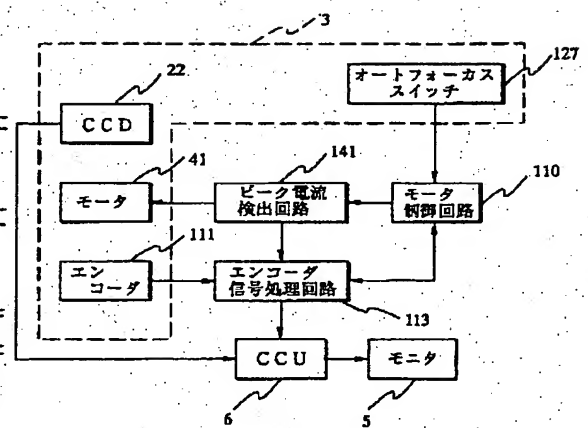 3
オートフォーカス
スイッチ
127
22
CCD
41
モータ
141
ピーク電流
検出回路
モータ
制御回路
110
111
エン
コーダ
エンコーダ
信号処理回路
113
CCU
6
モニタ
5